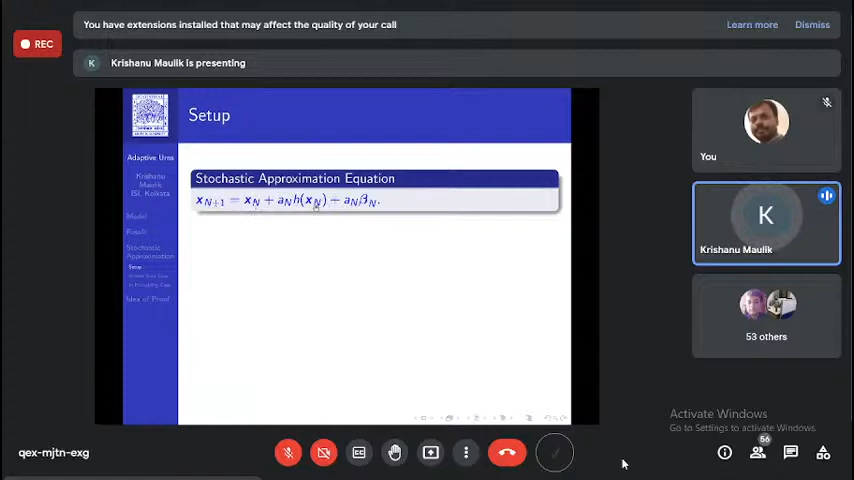 You have extensions installed that may affect the quality of your call
Learn more
Dismiss
REC
K
Krishanu Maulik is presenting
Adaptive Urns
Krishanu
Maulik
ISI, Kolkata
Model
Result
Stochastic
Approximation
Setup
Idea of Proof
Setup
Stochastic Approximation Equation
x_{N+1} = x_N + a_N h(x_N) + a_N β_N.
You
K
Krishanu Maulik
53 others
Activate Windows
Go to Settings to activate Windows.
qex-mjtn-exg
56